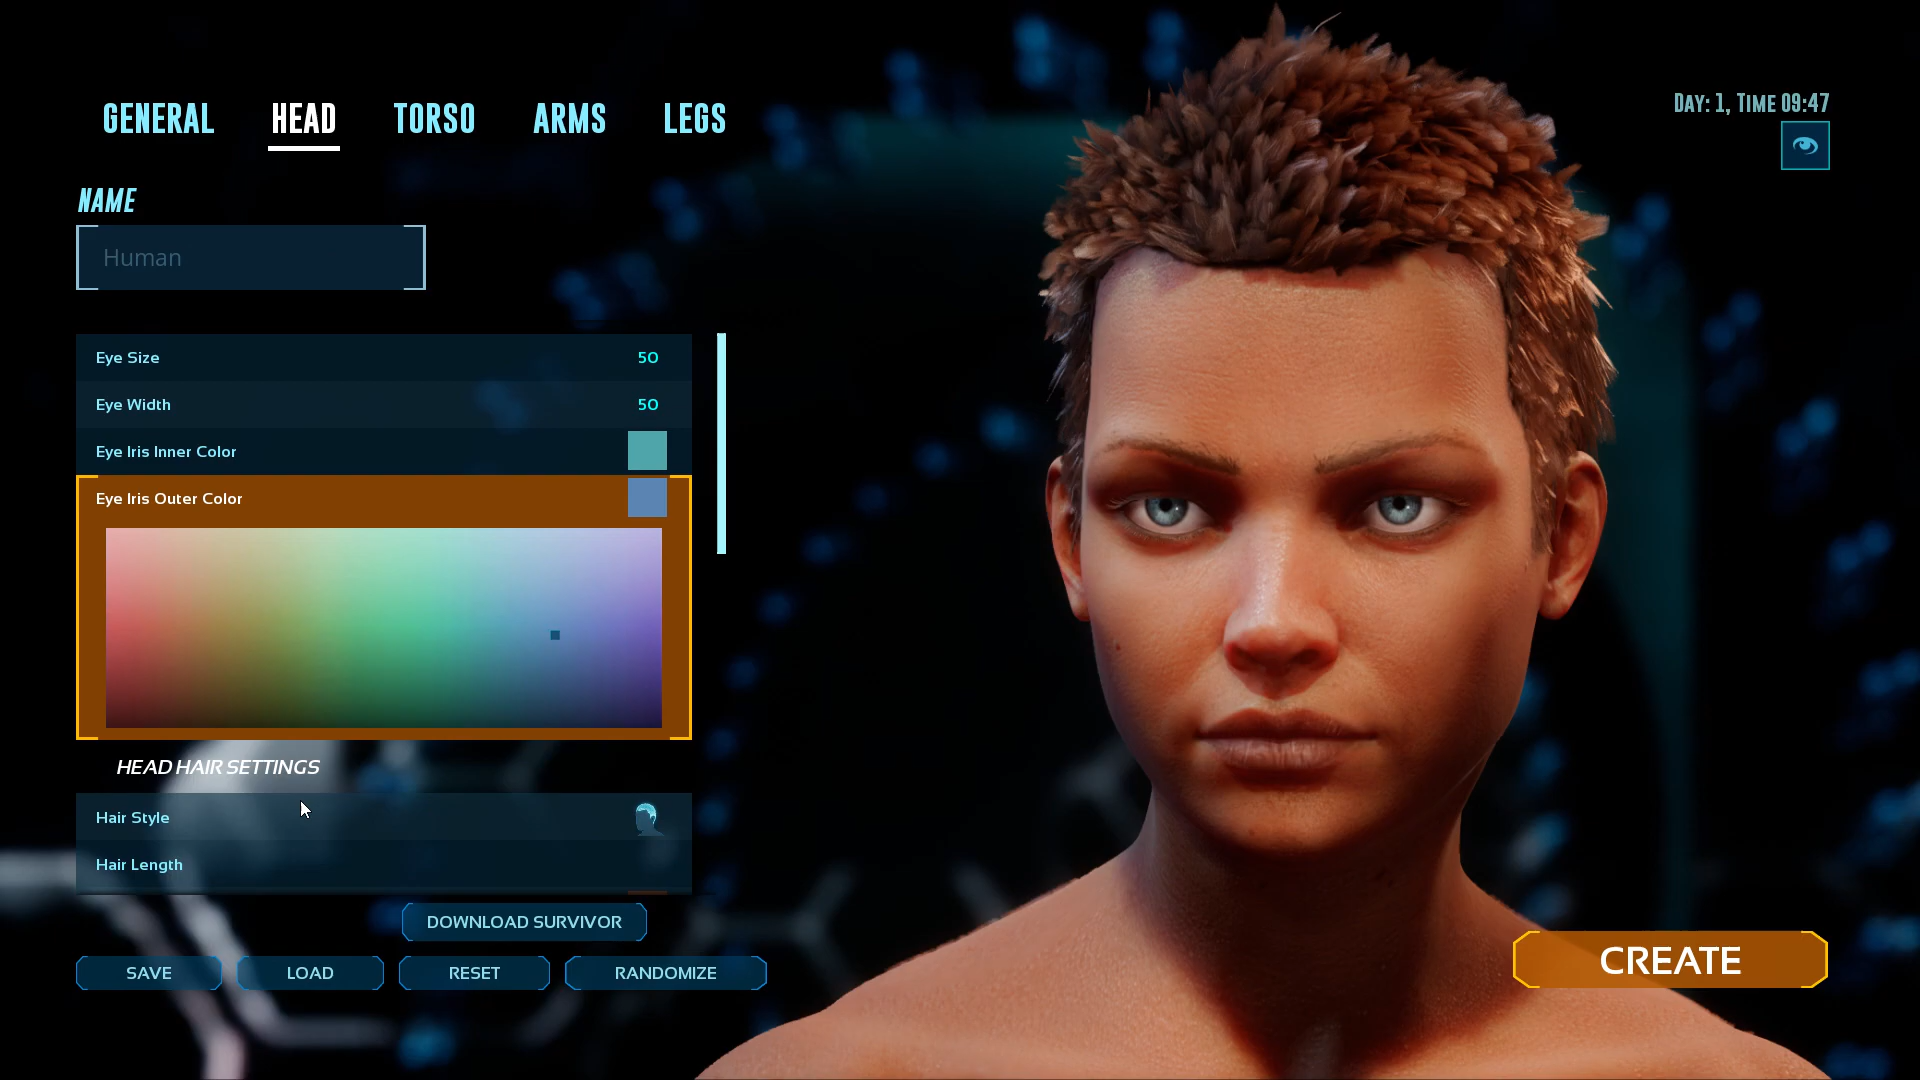 GENERAL HEAD TORSO ARMS LEGS
DAY: 1, TIME 09:47
NAME
Human
Eye Size 50
Eye Width 50
Eye Iris Inner Color
Eye Iris Outer Color
HEAD HAIR SETTINGS
Hair Style
Hair Length
DOWNLOAD SURVIVOR
SAVE LOAD RESET RANDOMIZE
CREATE